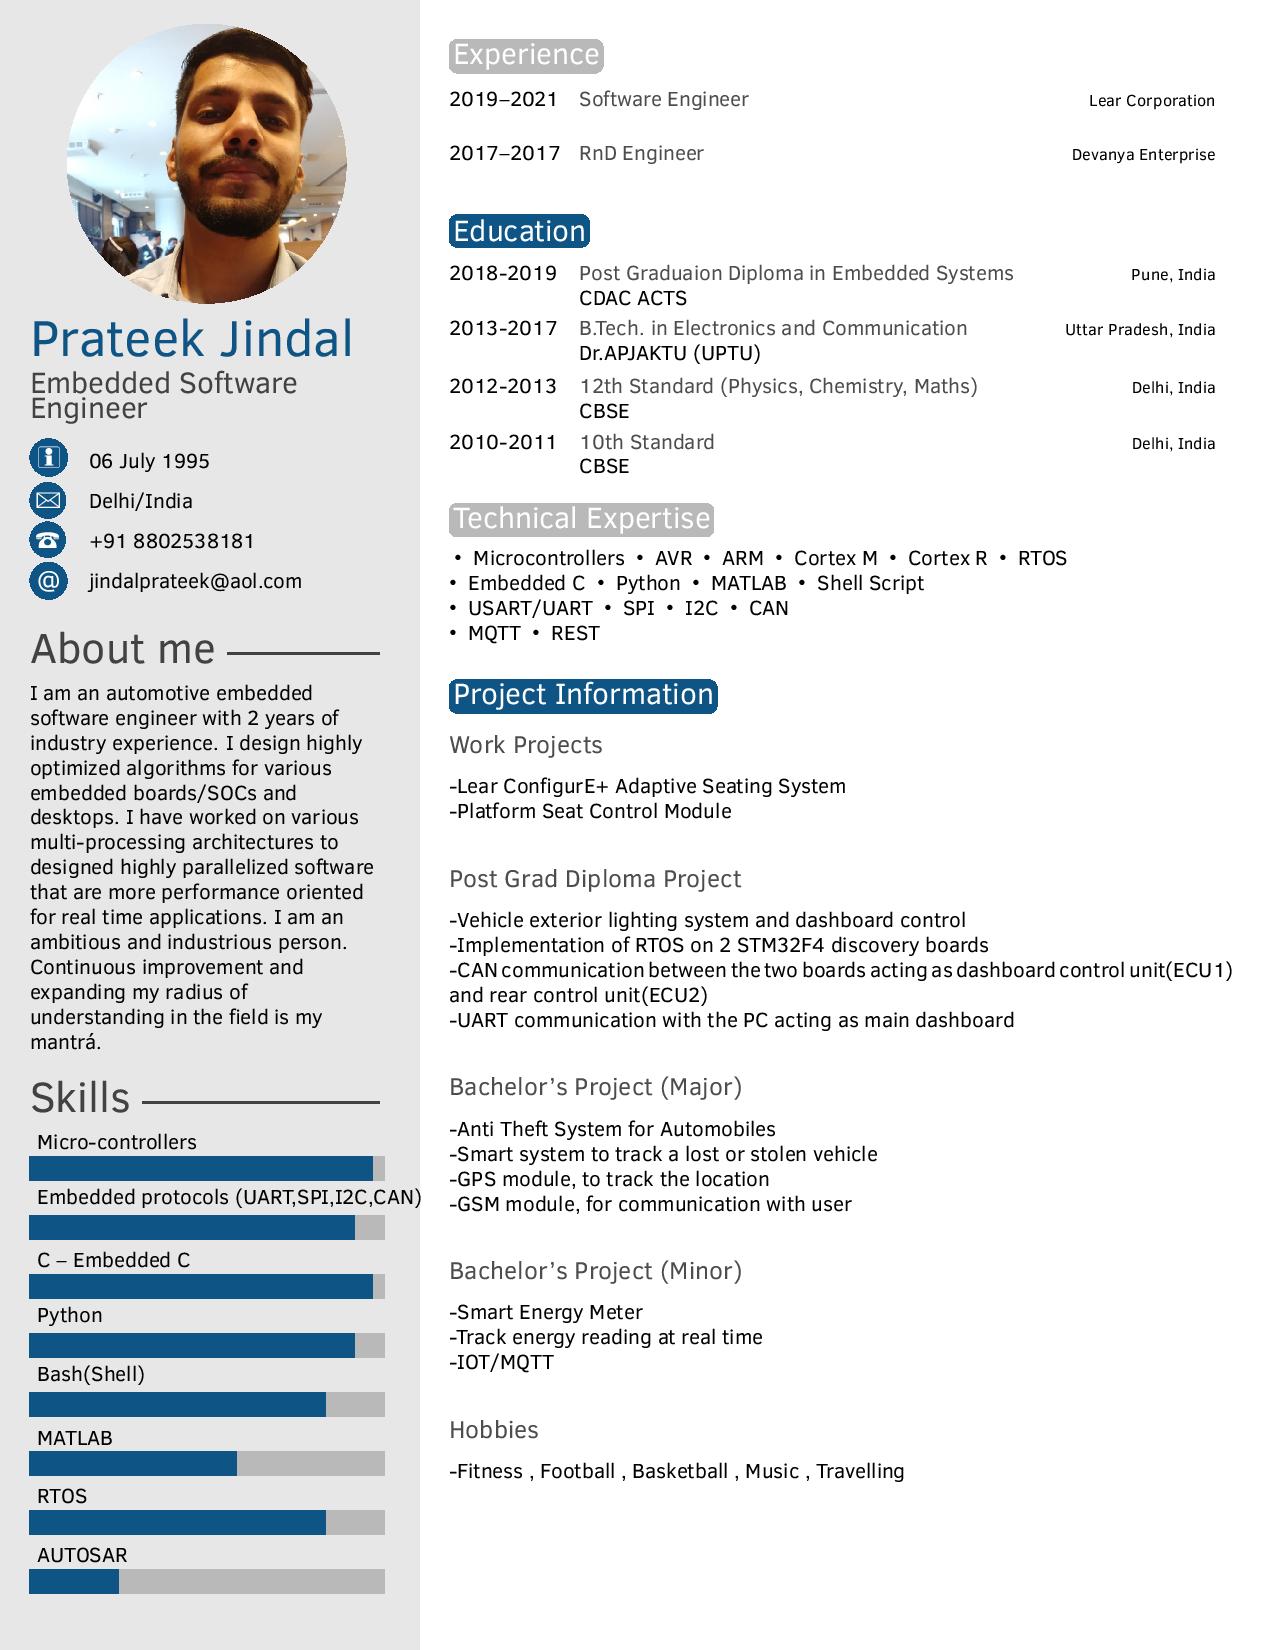 Prateek Jindal
Embedded Software
Engineer
06 July 1995
Delhi/India
+91 8802538181
@ jindalprateek@aol.com
About me
I am an automotive embedded
software engineer with 2 years of
industry experience. I design highly
optimized algorithms for various
embedded boards/SOCs and
desktops. I have worked on various
multi-processing architectures to
designed highly parallelized software
that are more performance oriented
for real time applications. I am an
ambitious and industrious person.
Continuous improvement and
expanding my radius of
understanding in the field is my
mantrá.
Skills
Micro-controllers
Embedded protocols (UART,SPI,I2C,CAN)
C – Embedded C
Python
Bash(Shell)
MATLAB
RTOS
AUTOSAR
Experience
2019–2021 Software Engineer Lear Corporation
2017–2017 RnD Engineer Devanya Enterprise
Education
2018-2019 Post Graduaion Diploma in Embedded Systems Pune, India
CDAC ACTS
2013-2017 B.Tech. in Electronics and Communication Uttar Pradesh, India
Dr.APJAKTU (UPTU)
2012-2013 12th Standard (Physics, Chemistry, Maths) Delhi, India
CBSE
2010-2011 10th Standard Delhi, India
CBSE
Technical Expertise
• Microcontrollers • AVR • ARM • Cortex M • Cortex R • RTOS
• Embedded C • Python • MATLAB • Shell Script
• USART/UART • SPI • I2C • CAN
• MQTT • REST
Project Information
Work Projects
-Lear ConfigurE+ Adaptive Seating System
-Platform Seat Control Module
Post Grad Diploma Project
-Vehicle exterior lighting system and dashboard control
-Implementation of RTOS on 2 STM32F4 discovery boards
-CAN communication between the two boards acting as dashboard control unit(ECU1)
and rear control unit(ECU2)
-UART communication with the PC acting as main dashboard
Bachelor’s Project (Major)
-Anti Theft System for Automobiles
-Smart system to track a lost or stolen vehicle
-GPS module, to track the location
-GSM module, for communication with user
Bachelor’s Project (Minor)
-Smart Energy Meter
-Track energy reading at real time
-IOT/MQTT
Hobbies
-Fitness , Football , Basketball , Music , Travelling